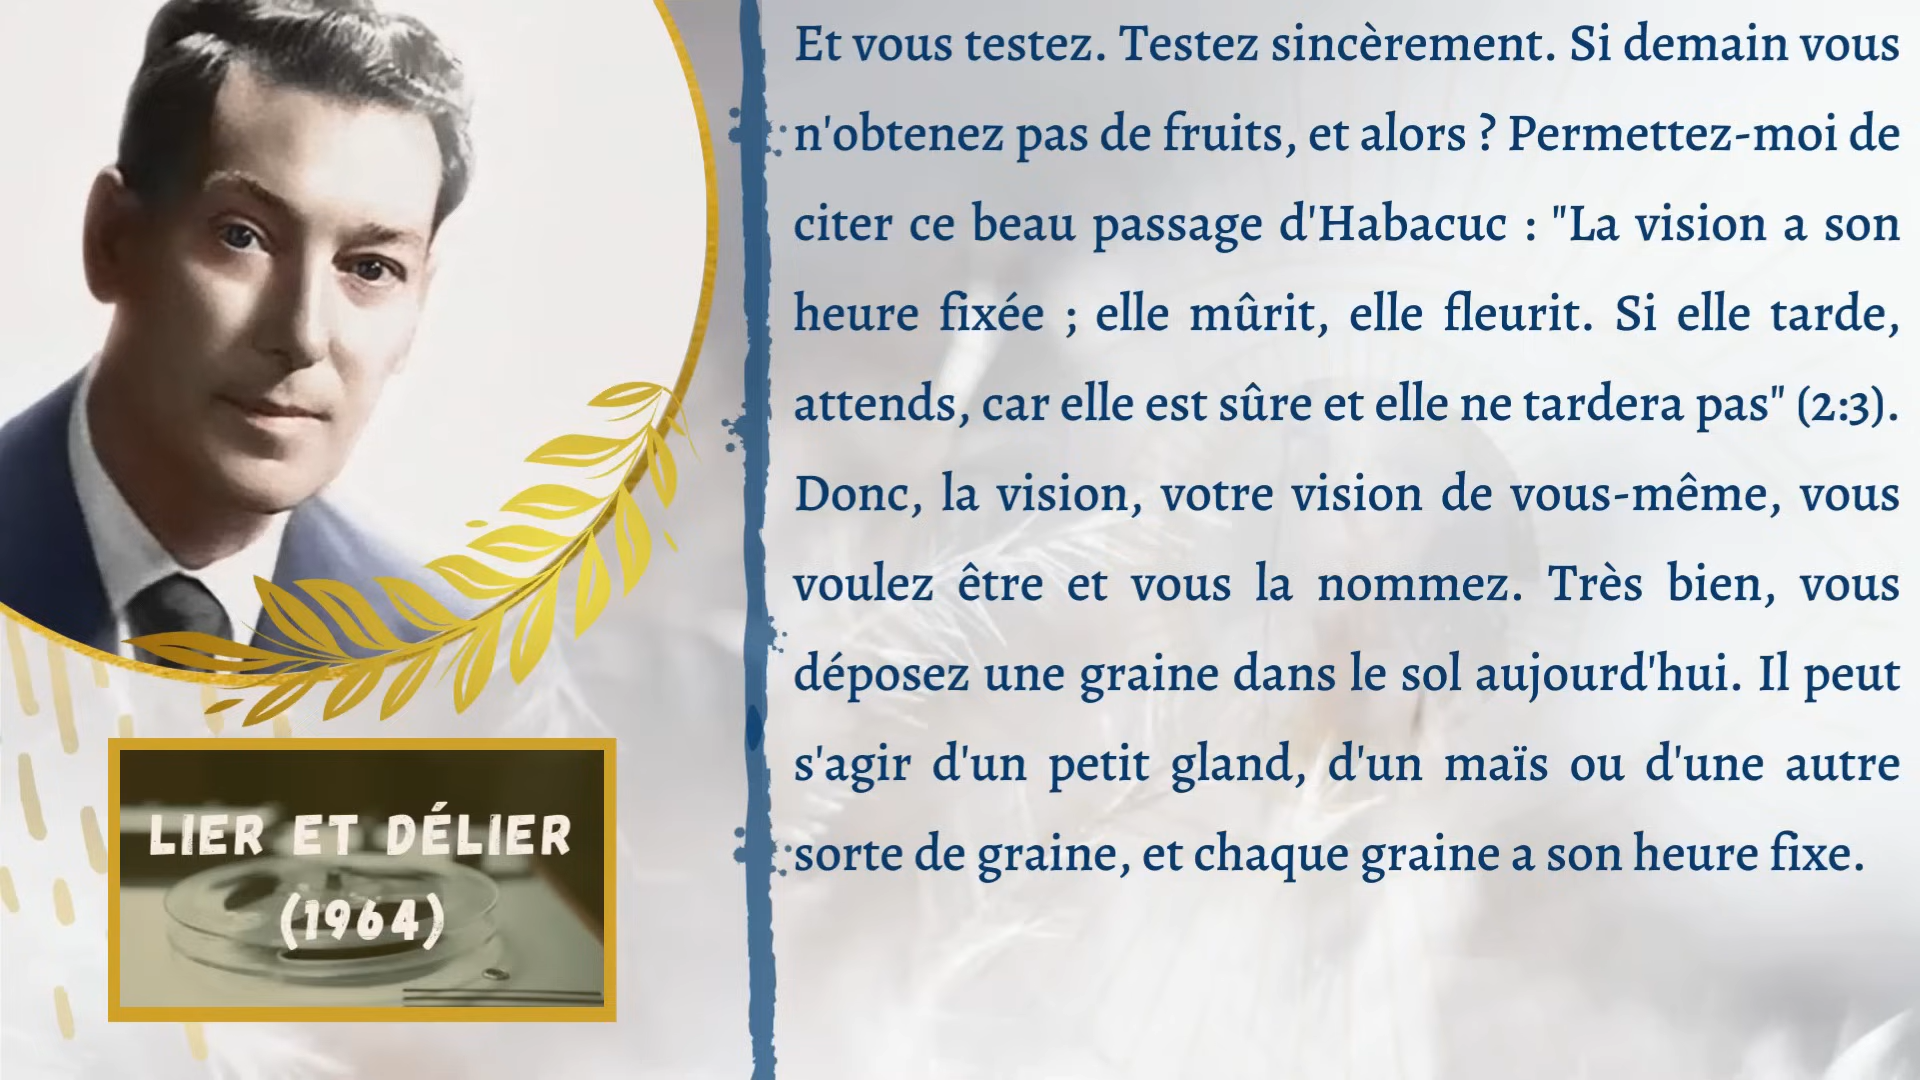 Et vous testez. Testez sincèrement. Si demain vous
n'obtenez pas de fruits, et alors ? Permettez-moi de
citer ce beau passage d'Habacuc : "La vision a son
heure fixée ; elle mûrit, elle fleurit. Si elle tarde,
attends, car elle est sûre et elle ne tardera pas" (2:3).
Donc, la vision, votre vision de vous-même, vous
voulez être et vous la nommez. Très bien, vous
déposez une graine dans le sol aujourd'hui. Il peut
s'agir d'un petit gland, d'un maïs ou d'une autre
sorte de graine, et chaque graine a son heure fixe.
LIER ET DÉLIER
(1964)